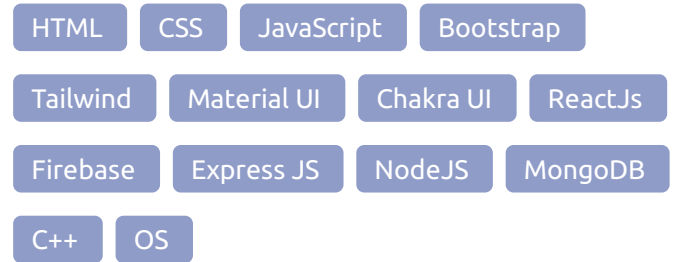 HTML CSS JavaScript Bootstrap
Tailwind Material UI Chakra UI ReactJs
Firebase Express JS NodeJS MongoDB
C++ OS